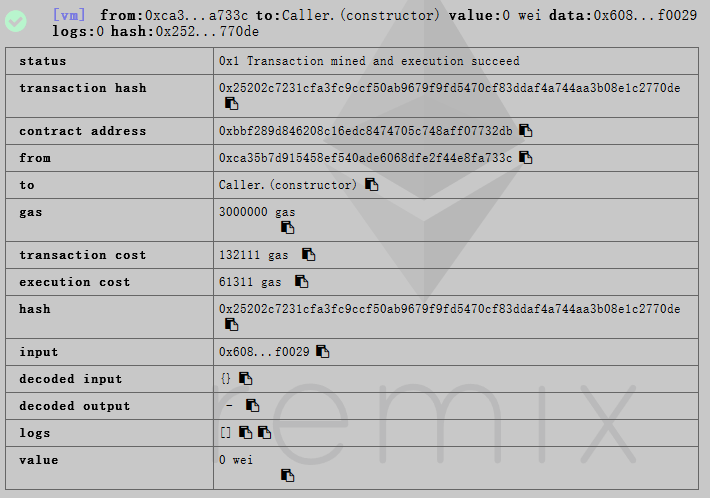 [vm] from:0xca3...a733c to:Caller.(constructor) value:0 wei data:0x608...f0029
logs:0 hash:0x252...770de
status 0x1 Transaction mined and execution succeed
transaction hash 0x25202c7231cfa3fc9ccf50ab9679f9fd5470cf83ddaf4a744aa3b08e1c2770de
contract address 0xbbf289d846208c16edc8474705c748aff07732db
from 0xca35b7d915458ef540ade6068dfe2f44e8fa733c
to Caller.(constructor)
gas 3000000 gas
transaction cost 132111 gas
execution cost 61311 gas
hash 0x25202c7231cfa3fc9ccf50ab9679f9fd5470cf83ddaf4a744aa3b08e1c2770de
input 0x608...f0029
decoded input {}
decoded output -
logs []
value 0 wei
remix